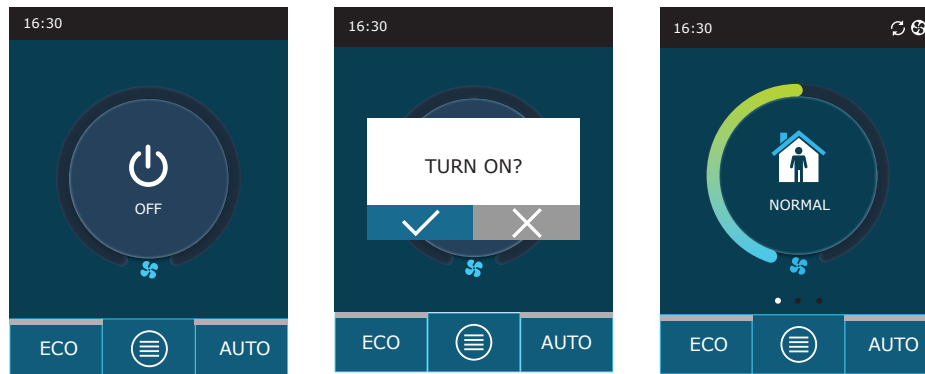 16:30
OFF
ECO
AUTO
16:30
TURN ON?
ECO
AUTO
16:30
NORMAL
ECO
AUTO